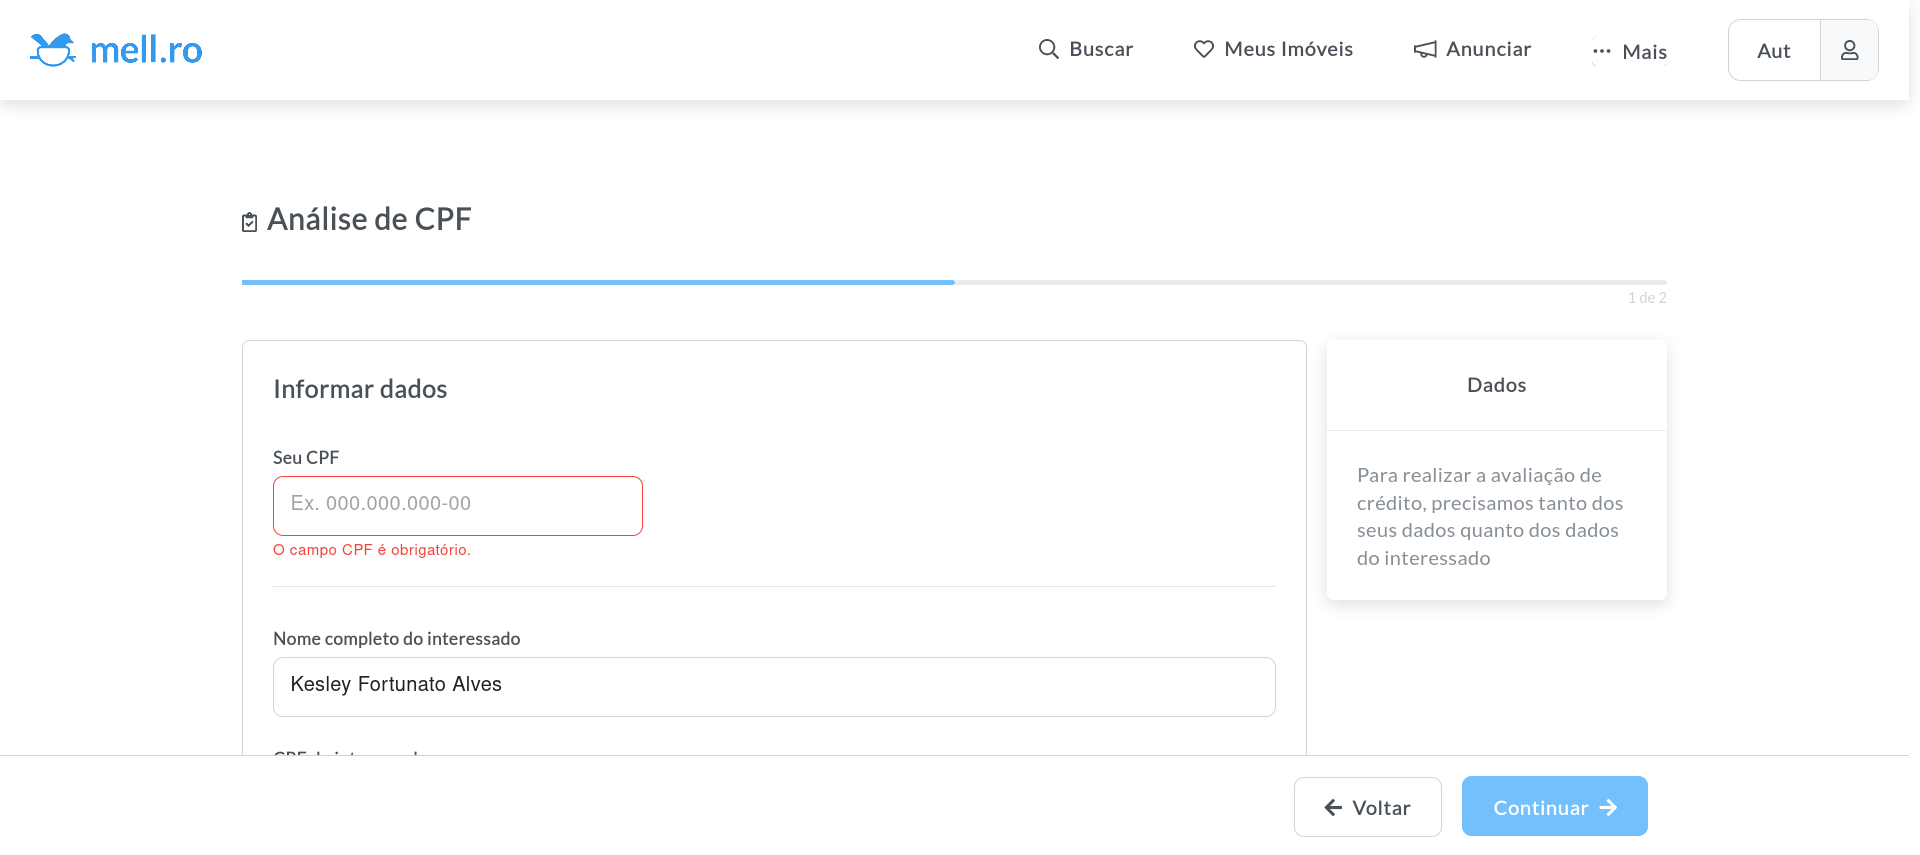 mell.ro
Buscar
Meus Imóveis
Anunciar
Mais
Aut
Análise de CPF
1 de 2
Informar dados
Seu CPF
Ex. 000.000.000-00
O campo CPF é obrigatório.
Nome completo do interessado
Kesley Fortunato Alves
Dados
Para realizar a avaliação de
crédito, precisamos tanto dos
seus dados quanto dos dados
do interessado
Voltar
Continuar